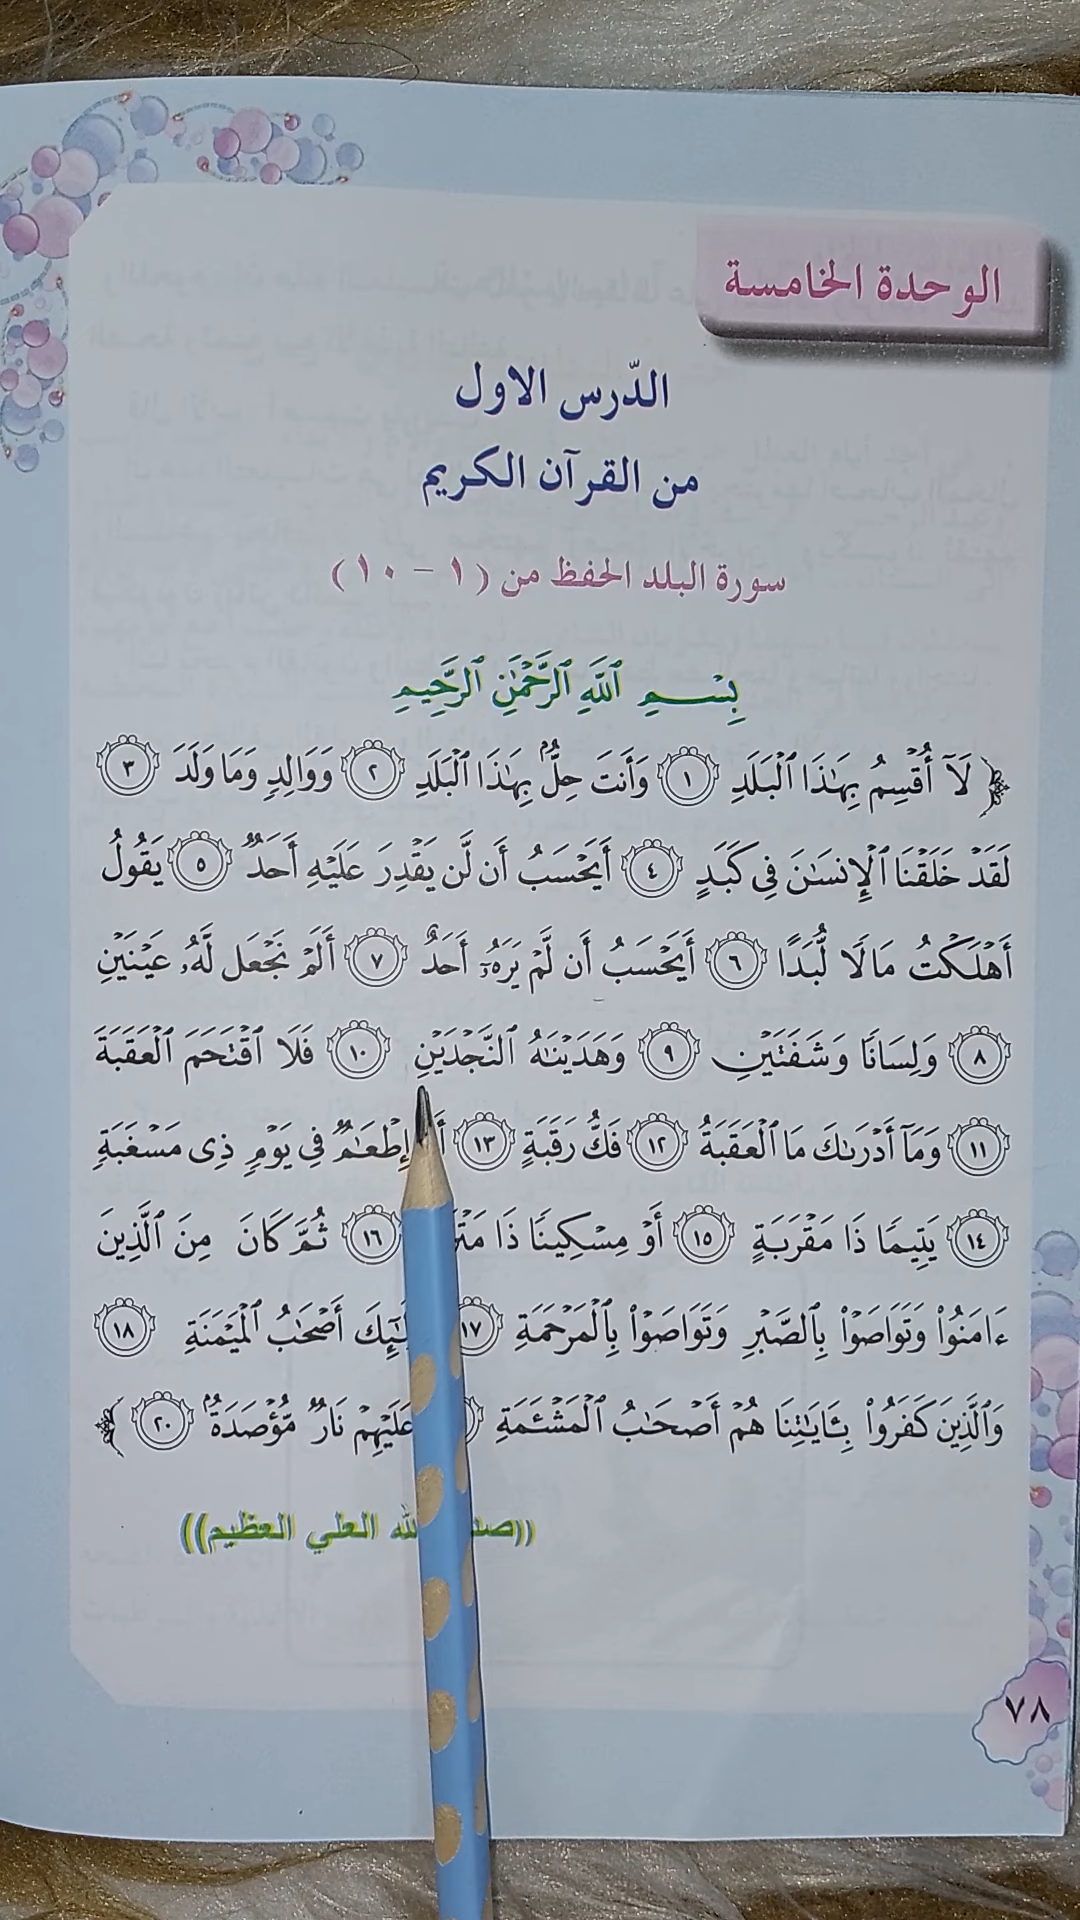 الوحدة الخامسة
الدّرس الاول
من القرآن الكريم
سورة البلد الحفظ من (١ - ١٠)
بِسْمِ ٱللَّهِ ٱلرَّحْمَٰنِ ٱلرَّحِيمِ
﴿ لَآ أُقْسِمُ بِهَٰذَا ٱلْبَلَدِ ١ وَأَنتَ حِلٌّۢ بِهَٰذَا ٱلْبَلَدِ ٢ وَوَالِدٍ وَمَا وَلَدَ ٣
لَقَدْ خَلَقْنَا ٱلْإِنسَٰنَ فِى كَبَدٍ ٤ أَيَحْسَبُ أَن لَّن يَقْدِرَ عَلَيْهِ أَحَدٌ ٥ يَقُولُ
أَهْلَكْتُ مَالًا لُّبَدًا ٦ أَيَحْسَبُ أَن لَّمْ يَرَهُۥٓ أَحَدٌ ٧ أَلَمْ نَجْعَل لَّهُۥ عَيْنَيْنِ
٨ وَلِسَانًا وَشَفَتَيْنِ ٩ وَهَدَيْنَٰهُ ٱلنَّجْدَيْنِ ١٠ فَلَا ٱقْتَحَمَ ٱلْعَقَبَةَ
١١ وَمَآ أَدْرَىٰكَ مَا ٱلْعَقَبَةُ ١٢ فَكُّ رَقَبَةٍ ١٣ إِطْعَٰمٌ فِى يَوْمٍ ذِى مَسْغَبَةٍ
١٤ يَتِيمًا ذَا مَقْرَبَةٍ ١٥ أَوْ مِسْكِينًا ذَا ١٦ ثُمَّ كَانَ مِنَ ٱلَّذِينَ
ءَامَنُوا۟ وَتَوَاصَوْا۟ بِٱلصَّبْرِ وَتَوَاصَوْا۟ بِٱلْمَرْحَمَةِ ١٧ أَصْحَٰبُ ٱلْمَيْمَنَةِ ١٨
وَٱلَّذِينَ كَفَرُوا۟ بِـَٔايَٰتِنَا هُمْ أَصْحَٰبُ ٱلْمَشْـَٔمَةِ عَلَيْهِمْ نَارٌ مُّؤْصَدَةٌۢ ٢٠ ﴾
((الله العلي العظيم))
٧٨